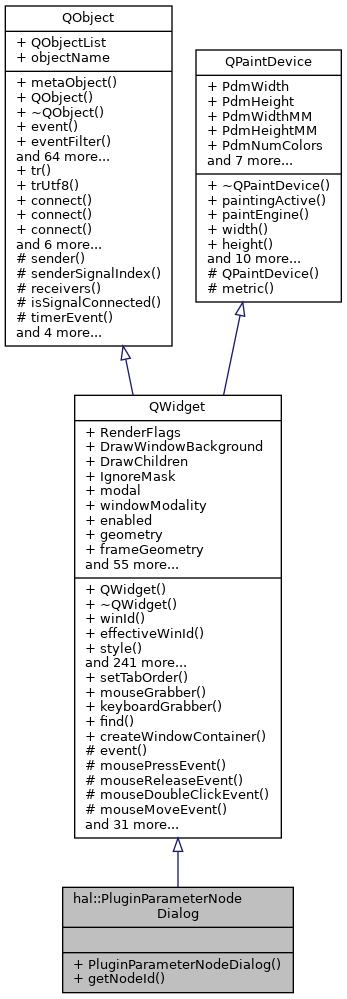 QObject
+ QObjectList
+ objectName
+ metaObject()
+ QObject()
+ ~QObject()
+ event()
+ eventFilter()
and 64 more...
+ tr()
+ trUtf8()
+ connect()
+ connect()
+ connect()
and 6 more...
# sender()
# senderSignalIndex()
# receivers()
# isSignalConnected()
# timerEvent()
and 4 more...
QPaintDevice
+ PdmWidth
+ PdmHeight
+ PdmWidthMM
+ PdmHeightMM
+ PdmNumColors
and 7 more...
+ ~QPaintDevice()
+ paintingActive()
+ paintEngine()
+ width()
+ height()
and 10 more...
# QPaintDevice()
# metric()
QWidget
+ RenderFlags
+ DrawWindowBackground
+ DrawChildren
+ IgnoreMask
+ modal
+ windowModality
+ enabled
+ geometry
+ frameGeometry
and 55 more...
+ QWidget()
+ ~QWidget()
+ winId()
+ effectiveWinId()
+ style()
and 241 more...
+ setTabOrder()
+ mouseGrabber()
+ keyboardGrabber()
+ find()
+ createWindowContainer()
# event()
# mousePressEvent()
# mouseReleaseEvent()
# mouseDoubleClickEvent()
# mouseMoveEvent()
and 31 more...
hal::PluginParameterNode
Dialog
+ PluginParameterNodeDialog()
+ getNodeId()